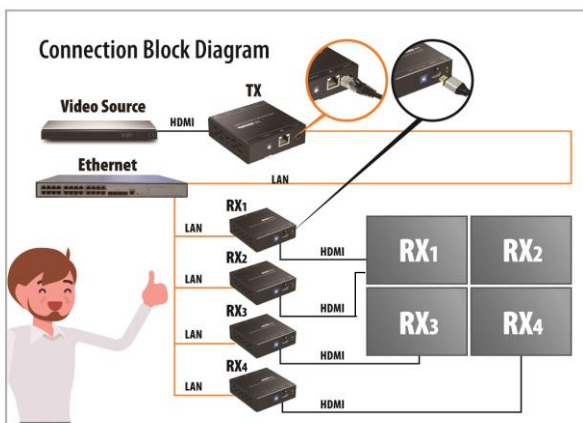 Connection Block Diagram
TX
Video Source
HDMI
Ethernet
LAN
RX1
LAN
HDMI
RX1
RX2
RX2
LAN
HDMI
RX3
LAN
RX3
RX4
HDMI
RX4
LAN
HDMI